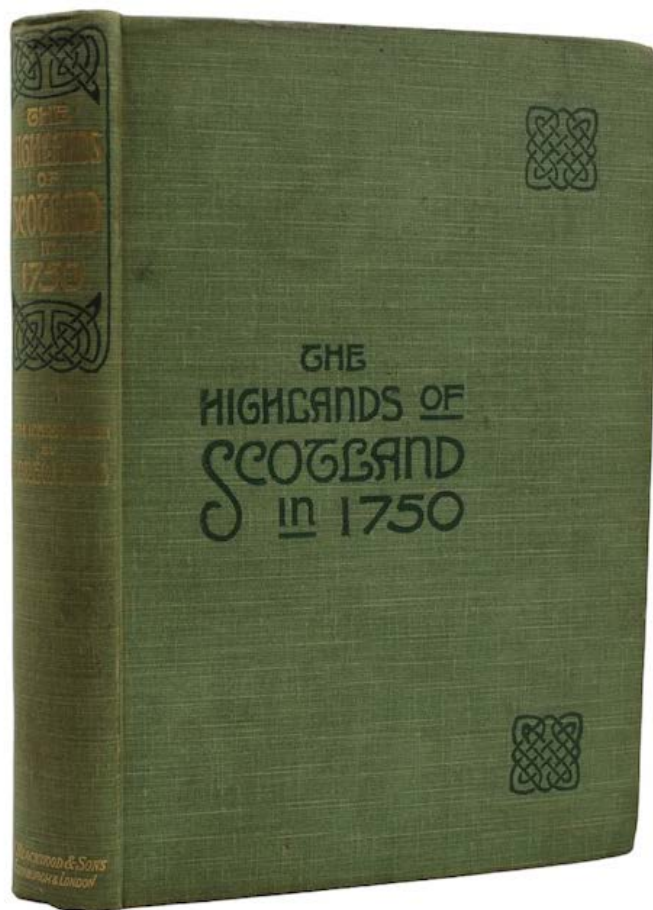 THE
HIGHLANDS
OF
SCOTLAND
IN
1750
BLACKWOOD & SONS
EDINBURGH & LONDON
THE
HIGHLANDS OF
SCOTLAND
in 1750